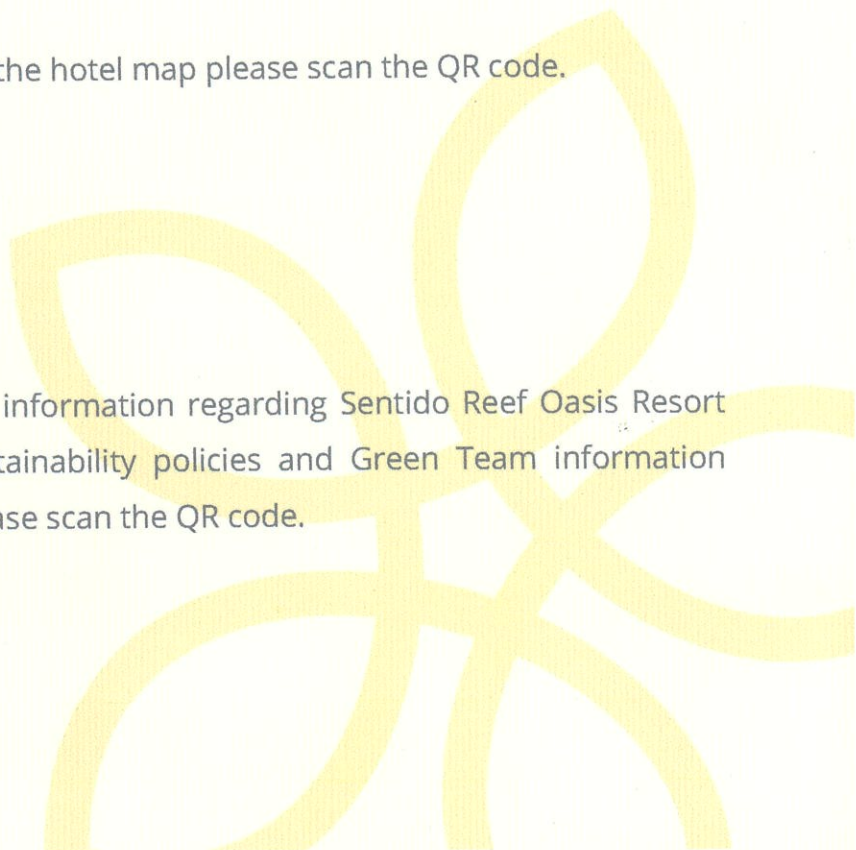 the hotel map please scan the QR code.
information regarding Sentido Reef Oasis Resort
tainability policies and Green Team information
ase scan the QR code.